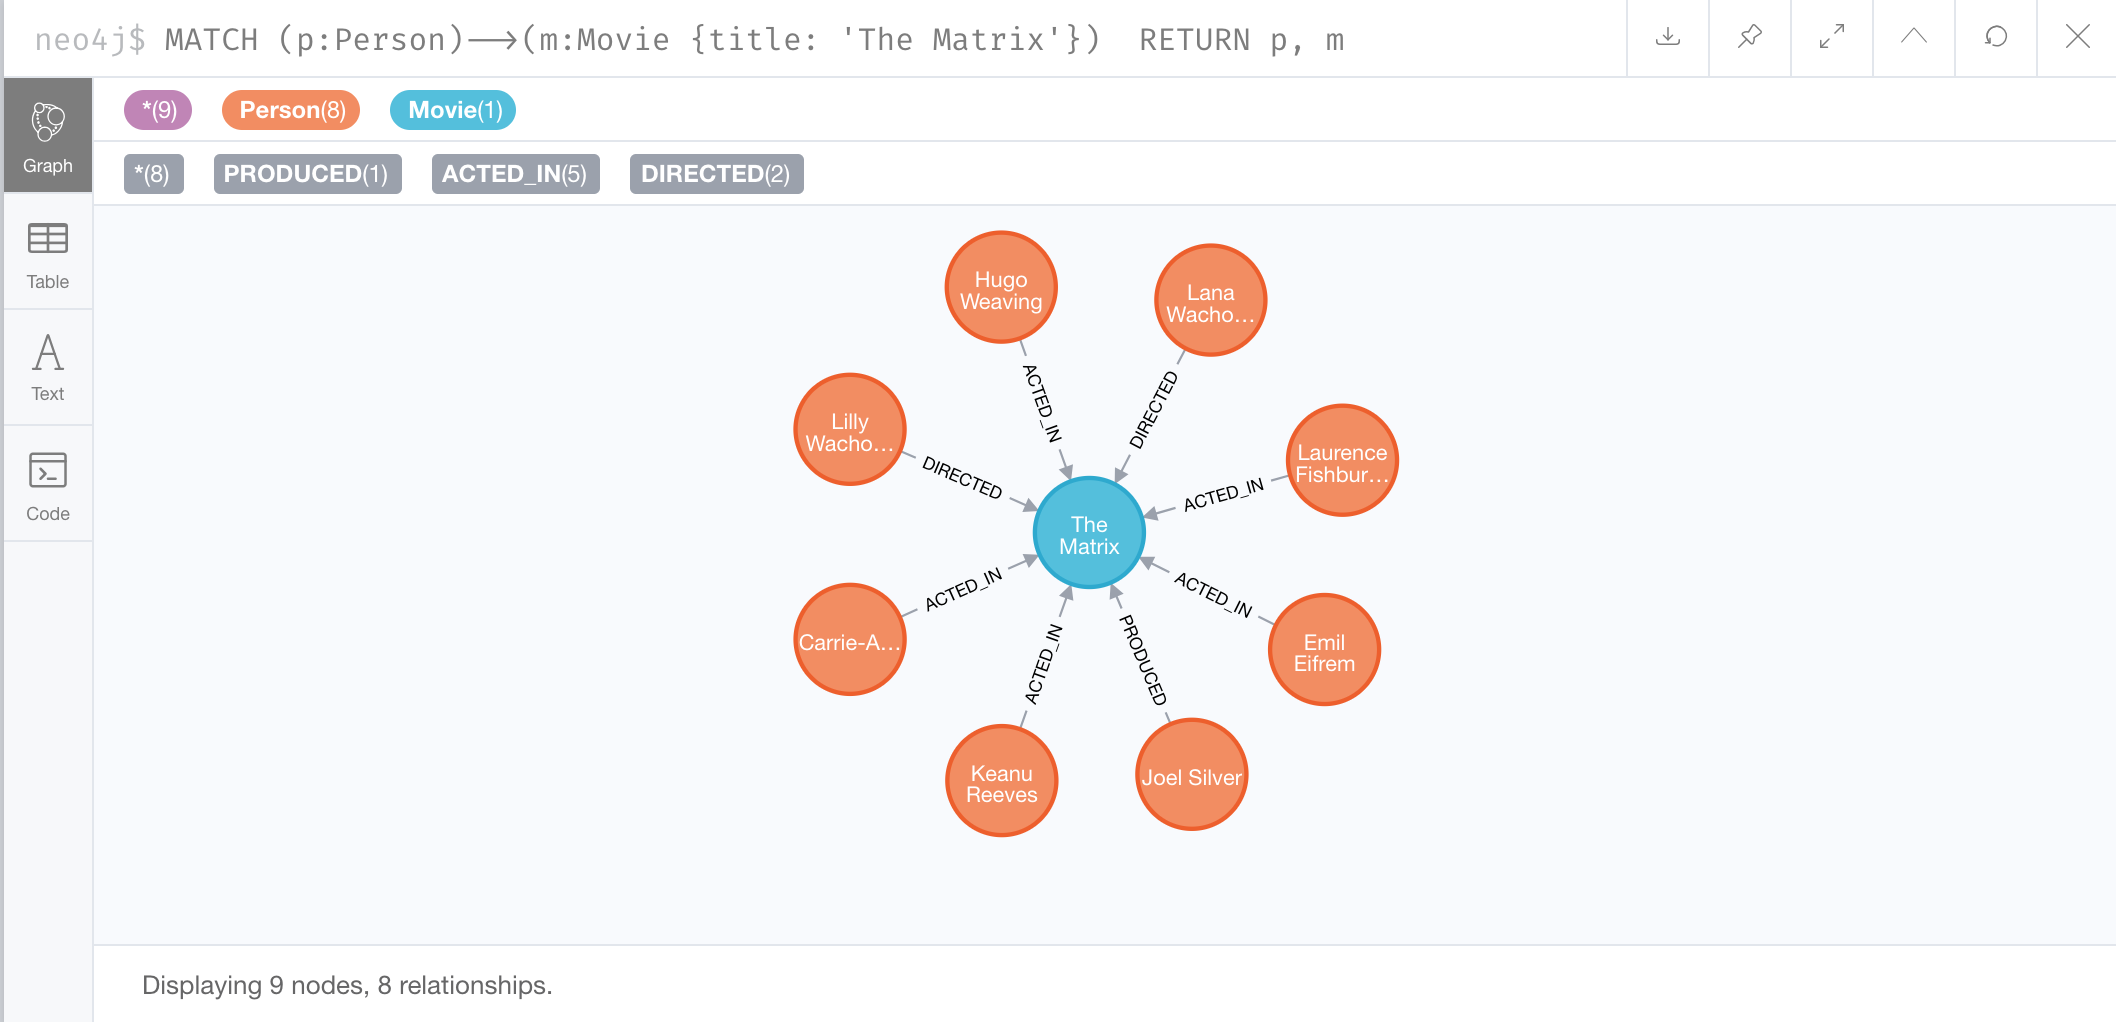 neo4j$ MATCH (p:Person)⟶(m:Movie {title: 'The Matrix'})  RETURN p, m
Graph
Table
Text
Code
*(9) Person(8) Movie(1)
*(8) PRODUCED(1) ACTED_IN(5) DIRECTED(2)
Hugo
Weaving
Lana
Wacho…
Lilly
Wacho…
Laurence
Fishbur…
The
Matrix
Carrie-A…
Emil
Eifrem
Keanu
Reeves
Joel Silver
ACTED_IN
DIRECTED
DIRECTED
ACTED_IN
ACTED_IN
ACTED_IN
ACTED_IN
PRODUCED
Displaying 9 nodes, 8 relationships.